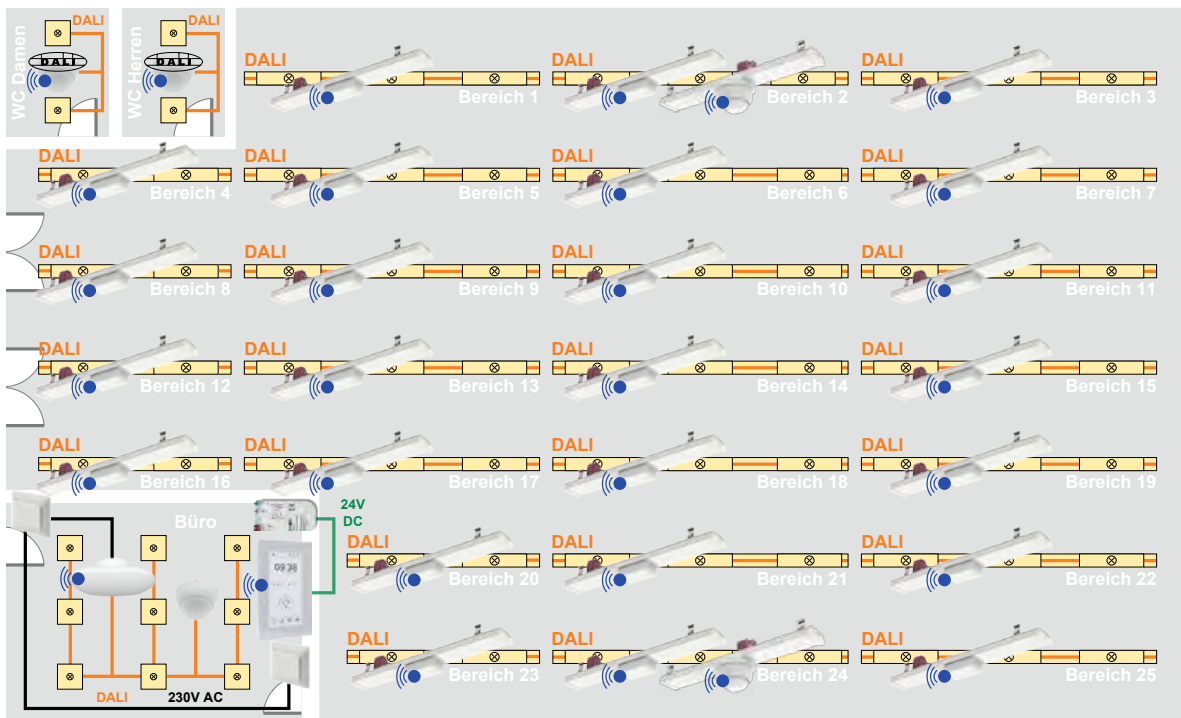 DALI
DALI
WC Damen
DALI
WC Herren
DALI
DALI
Bereich 1
DALI
Bereich 2
DALI
Bereich 3
DALI
Bereich 4
DALI
Bereich 5
DALI
Bereich 6
DALI
Bereich 7
DALI
Bereich 8
DALI
Bereich 9
DALI
Bereich 10
DALI
Bereich 11
DALI
Bereich 12
DALI
Bereich 13
DALI
Bereich 14
DALI
Bereich 15
DALI
Bereich 16
DALI
Bereich 17
DALI
Bereich 18
DALI
Bereich 19
Büro
24V
DC
09:38
DALI
Bereich 20
DALI
Bereich 21
DALI
Bereich 22
DALI
Bereich 23
DALI
Bereich 24
DALI
Bereich 25
DALI
230V AC